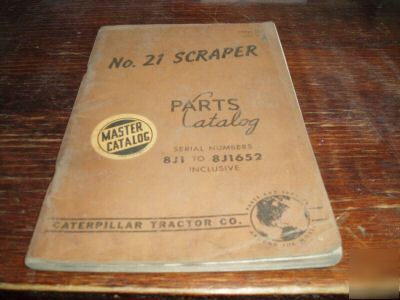 No. 21 SCRAPER
PARTS
Catalog
MASTER
CATALOG
SERIAL NUMBERS
8J1 TO 8J1652
INCLUSIVE
CATERPILLAR TRACTOR CO.